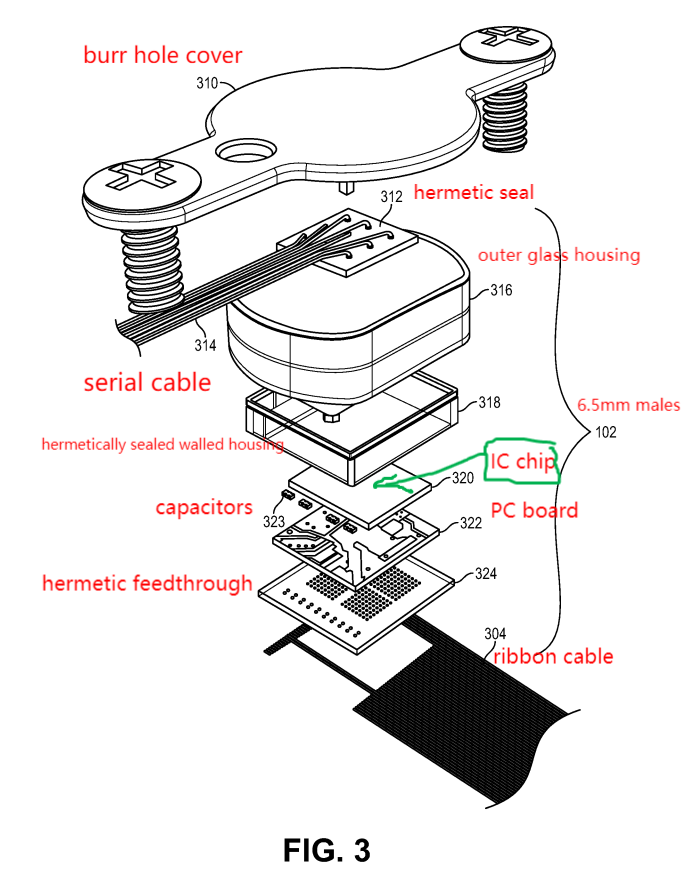 burr hole cover
310
312
hermetic seal
outer glass housing
316
314
serial cable
318
6.5mm males
102
hermetically sealed walled housing
IC chip
320
capacitors
323
PC board
322
hermetic feedthrough
324
304
ribbon cable
FIG. 3